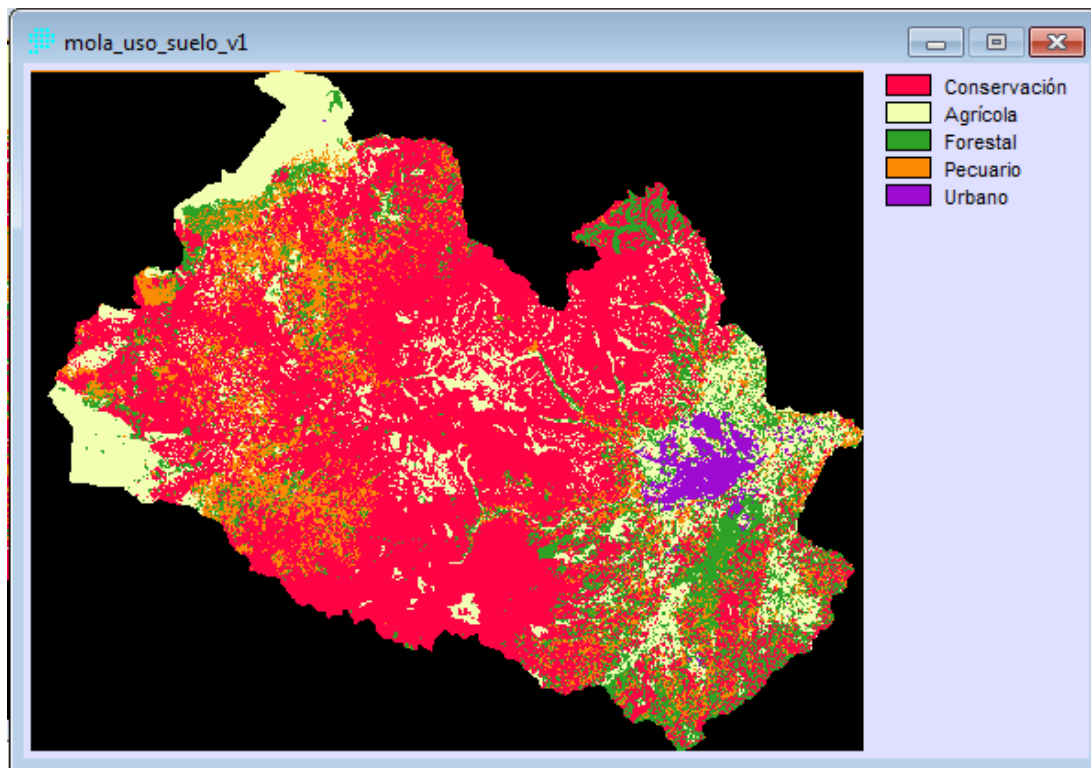 mola_uso_suelo_v1
Conservación
Agrícola
Forestal
Pecuario
Urbano